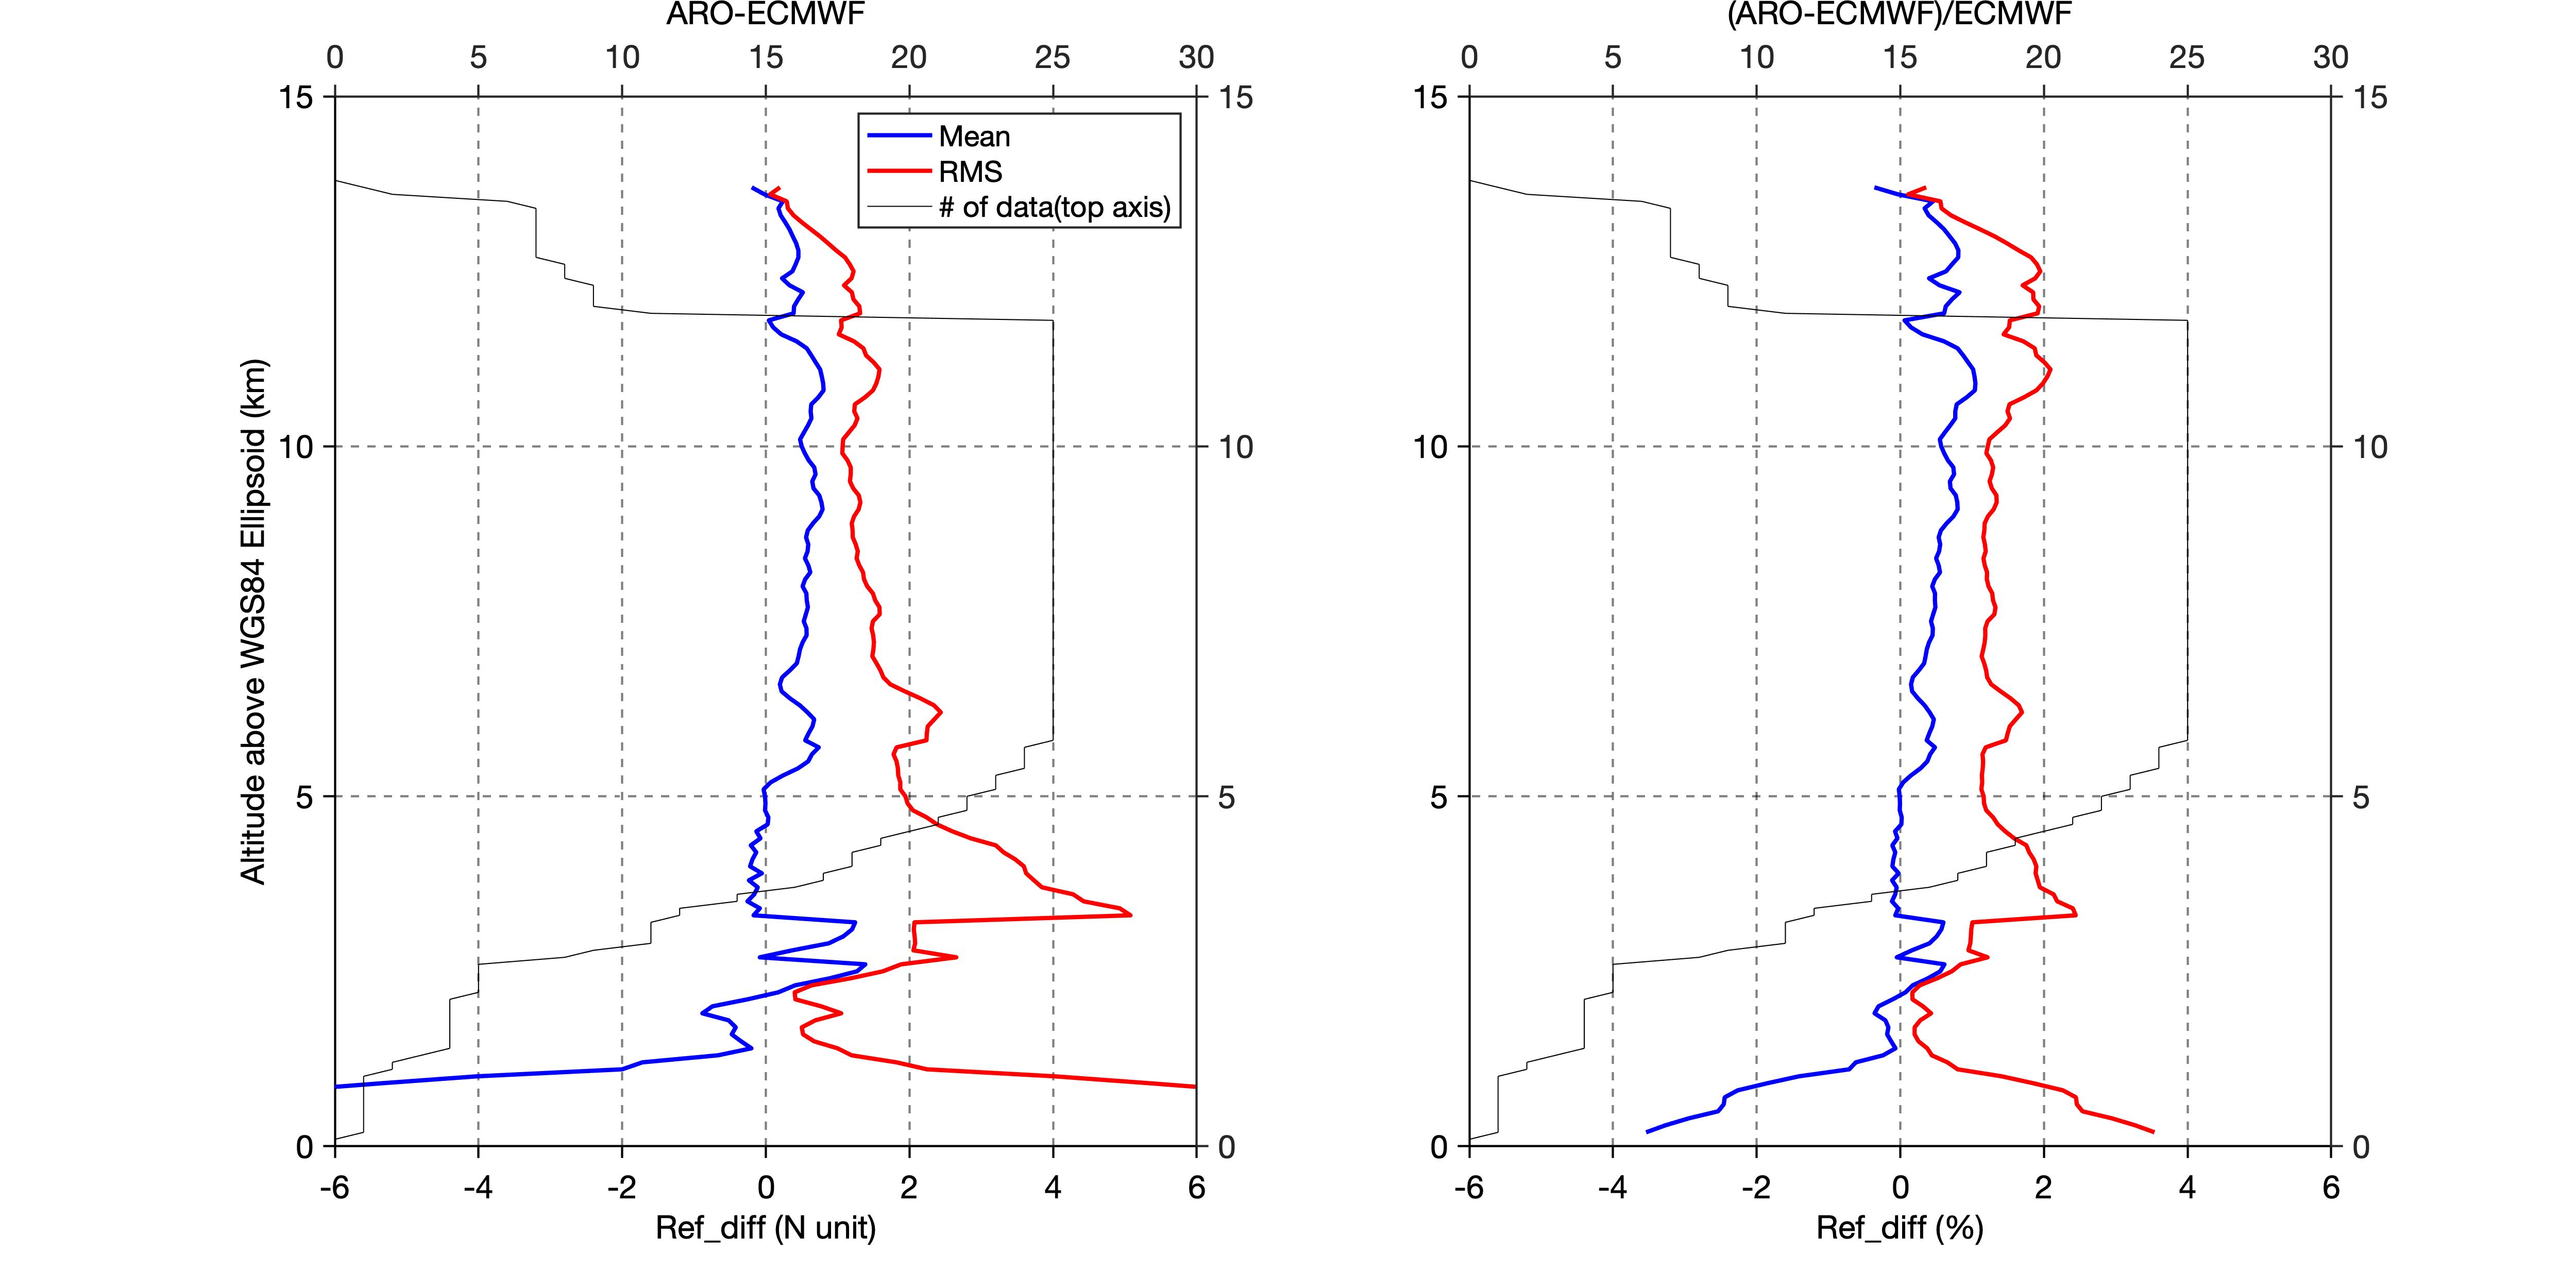 ARO-ECMWF
0 5 10 15 20 25 30
15 15
Mean
RMS
# of data(top axis)
10 10
5 5
0 0
Altitude above WGS84 Ellipsoid (km)
-6 -4 -2 0 2 4 6
Ref_diff (N unit)
(ARO-ECMWF)/ECMWF
0 5 10 15 20 25 30
15 15
10 10
5 5
0 0
-6 -4 -2 0 2 4 6
Ref_diff (%)